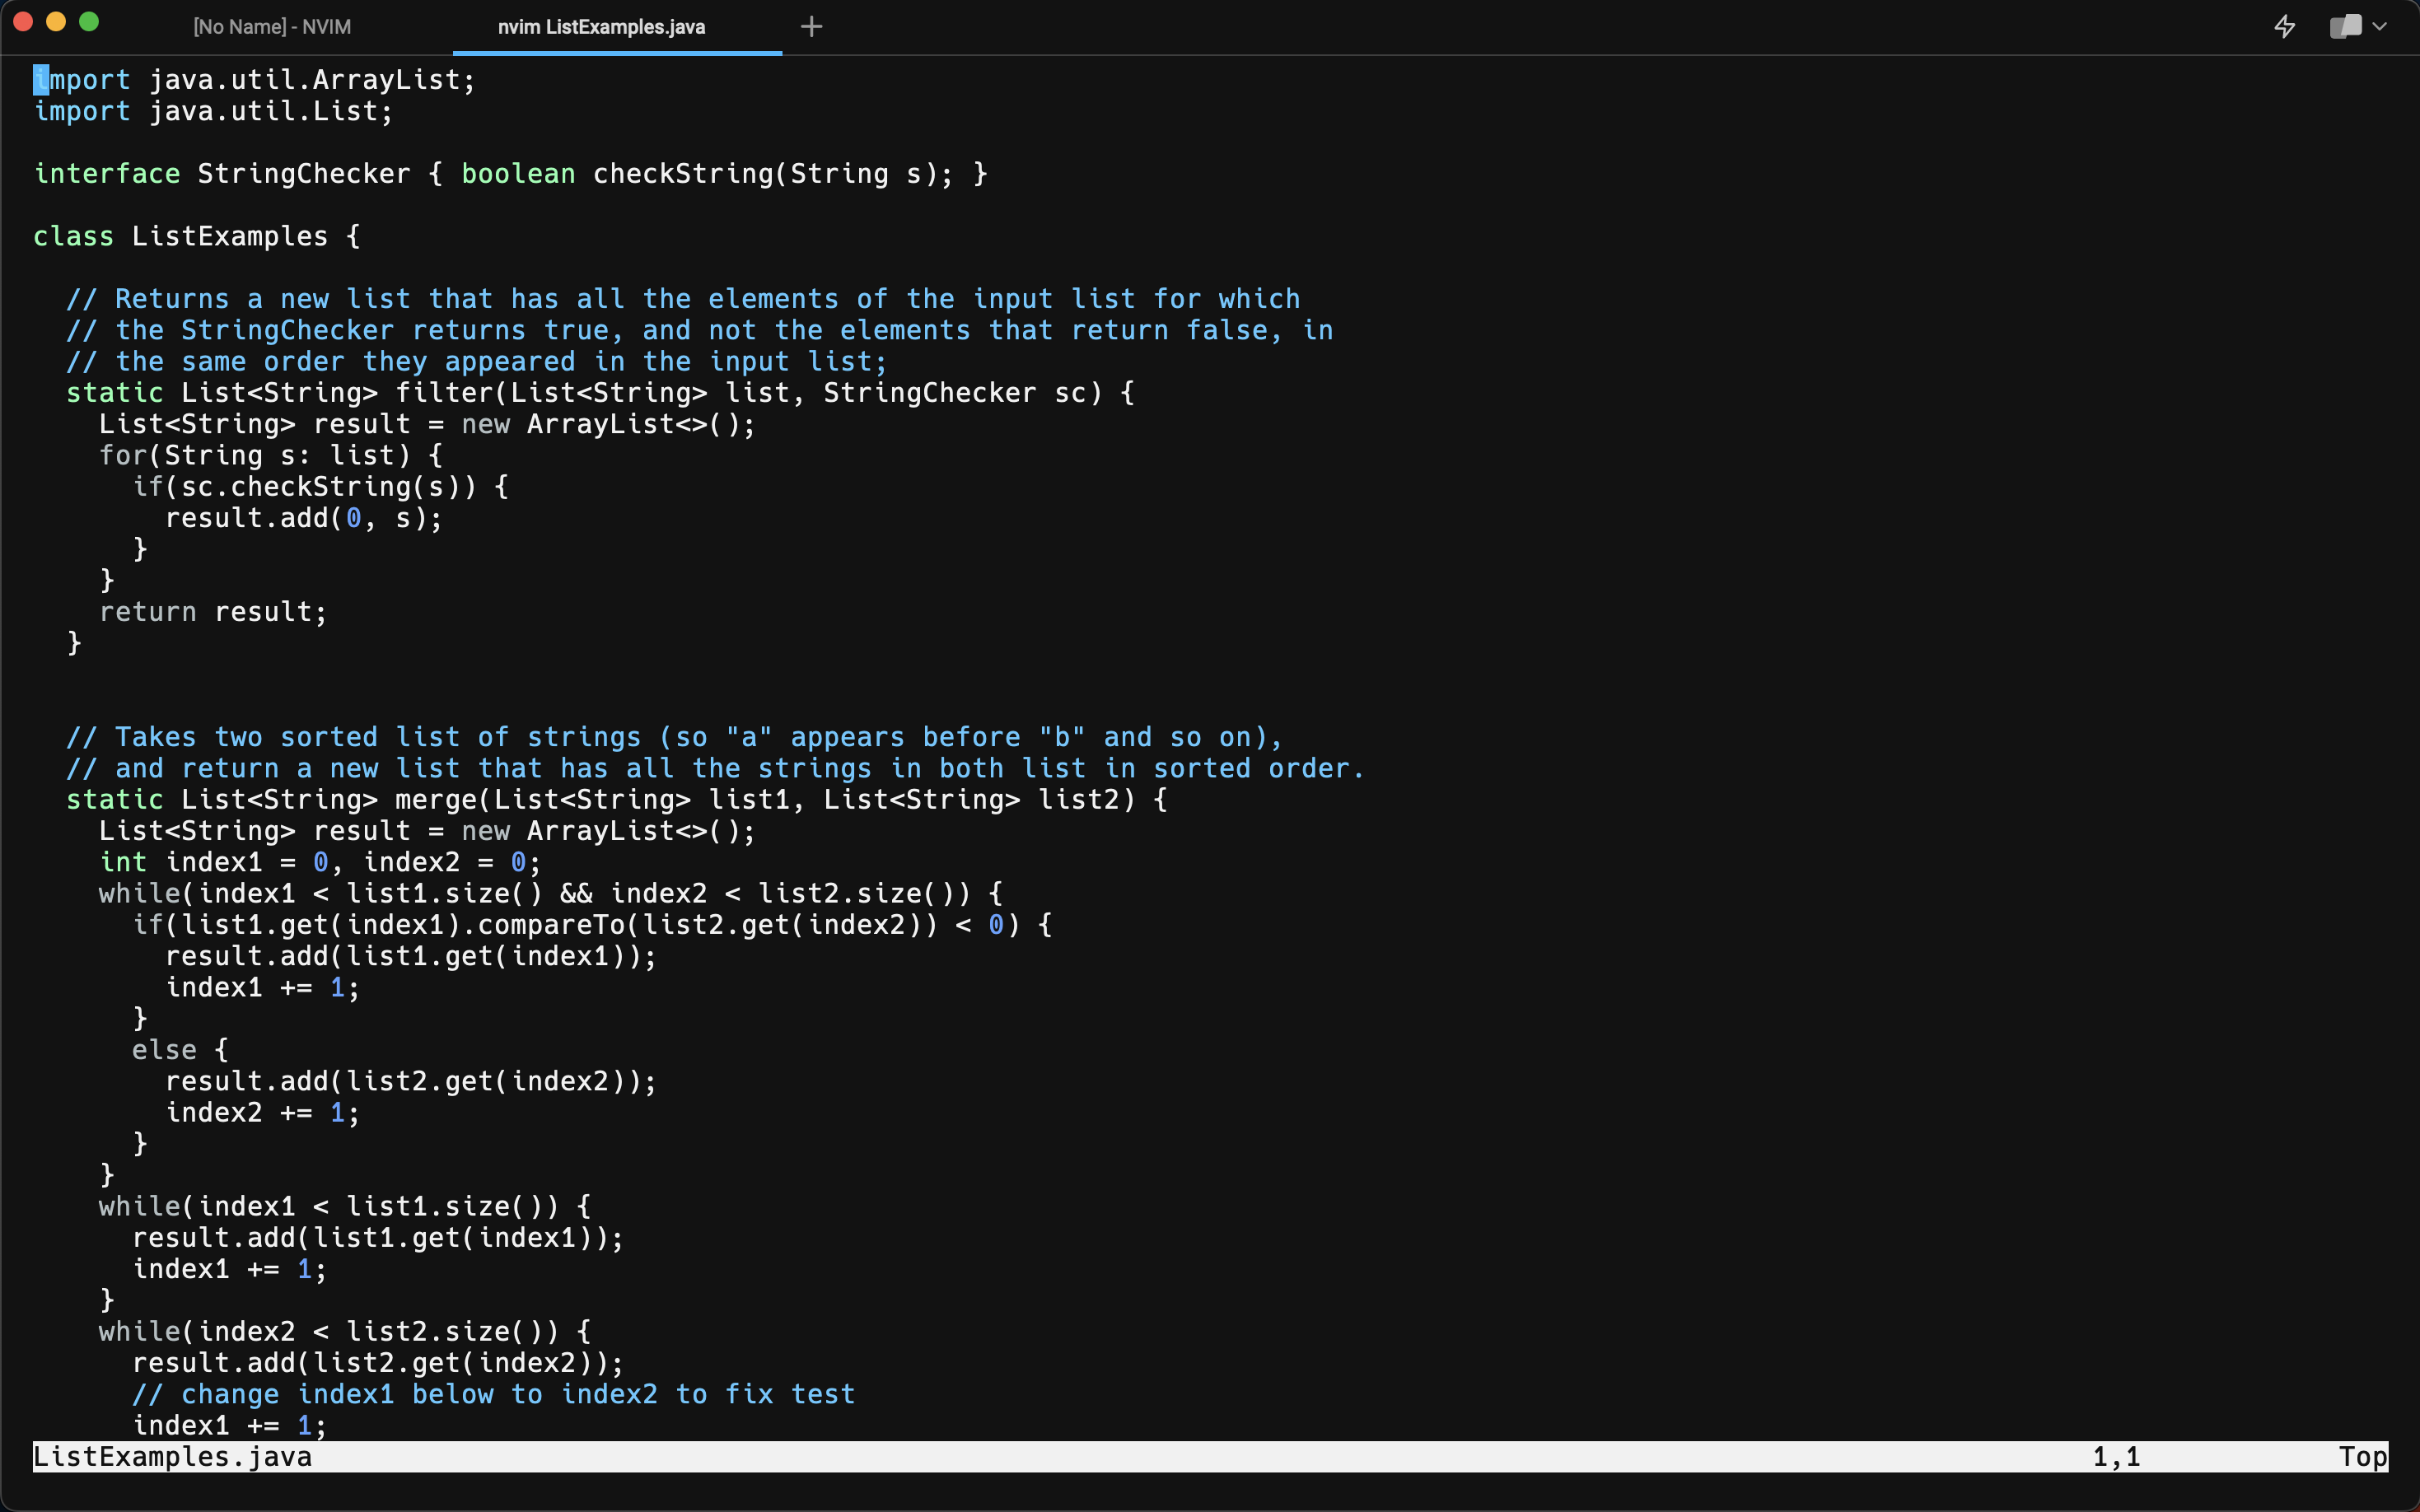 [No Name] - NVIM nvim ListExamples.java +
import java.util.ArrayList;
import java.util.List;

interface StringChecker { boolean checkString(String s); }

class ListExamples {

  // Returns a new list that has all the elements of the input list for which
  // the StringChecker returns true, and not the elements that return false, in
  // the same order they appeared in the input list;
  static List<String> filter(List<String> list, StringChecker sc) {
    List<String> result = new ArrayList<>();
    for(String s: list) {
      if(sc.checkString(s)) {
        result.add(0, s);
      }
    }
    return result;
  }


  // Takes two sorted list of strings (so "a" appears before "b" and so on),
  // and return a new list that has all the strings in both list in sorted order.
  static List<String> merge(List<String> list1, List<String> list2) {
    List<String> result = new ArrayList<>();
    int index1 = 0, index2 = 0;
    while(index1 < list1.size() && index2 < list2.size()) {
      if(list1.get(index1).compareTo(list2.get(index2)) < 0) {
        result.add(list1.get(index1));
        index1 += 1;
      }
      else {
        result.add(list2.get(index2));
        index2 += 1;
      }
    }
    while(index1 < list1.size()) {
      result.add(list1.get(index1));
      index1 += 1;
    }
    while(index2 < list2.size()) {
      result.add(list2.get(index2));
      // change index1 below to index2 to fix test
      index1 += 1;
ListExamples.java 1,1 Top